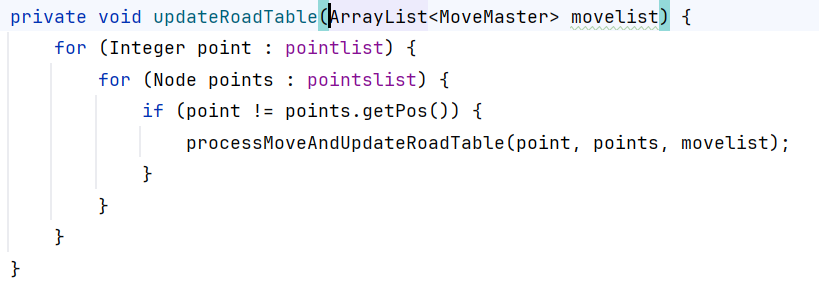 private void updateRoadTable(ArrayList<MoveMaster> movelist) {
    for (Integer point : pointlist) {
        for (Node points : pointslist) {
            if (point != points.getPos()) {
                processMoveAndUpdateRoadTable(point, points, movelist);
            }
        }
    }
}